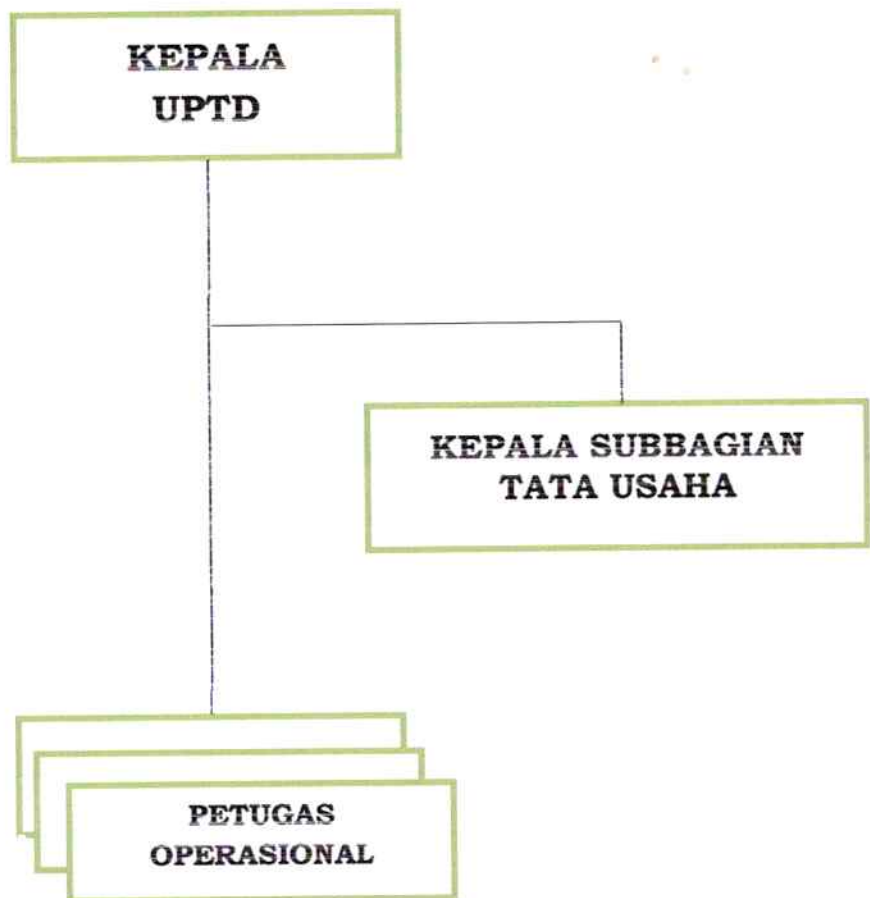 KEPALA
UPTD
KEPALA SUBBAGIAN
TATA USAHA
PETUGAS
OPERASIONAL